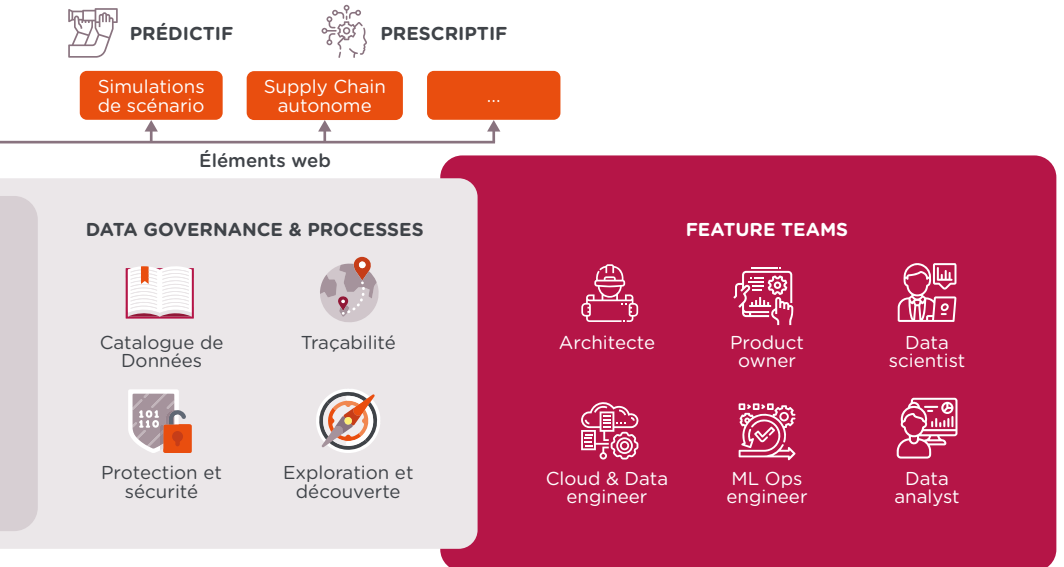 PRÉDICTIF
PRESCRIPTIF
Simulations
de scénario
Supply Chain
autonome
...
Éléments web
DATA GOVERNANCE & PROCESSES
Catalogue de
Données
Traçabilité
101
110
Protection et
sécurité
Exploration et
découverte
FEATURE TEAMS
Architecte
Product
owner
Data
scientist
Cloud & Data
engineer
ML Ops
engineer
Data
analyst